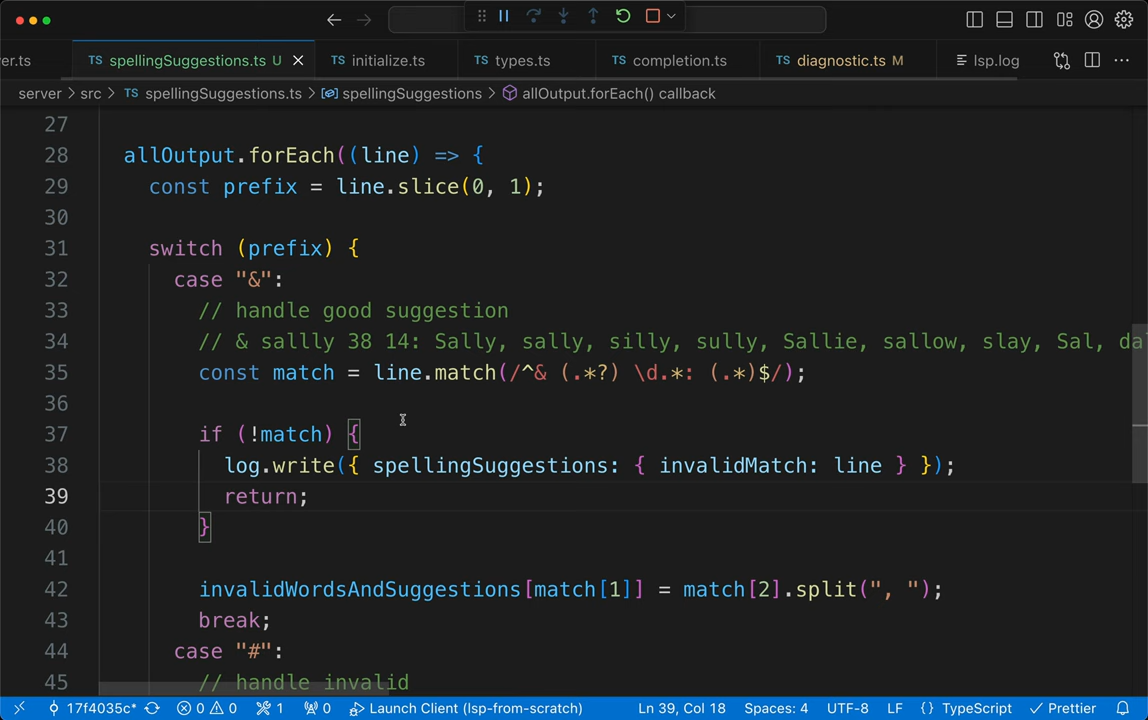 er.ts TS spellingSuggestions.ts U TS initialize.ts TS types.ts TS completion.ts TS diagnostic.ts M lsp.log
server > src > TS spellingSuggestions.ts > spellingSuggestions > allOutput.forEach() callback
27
28 allOutput.forEach((line) => {
29 const prefix = line.slice(0, 1);
30
31 switch (prefix) {
32 case "&":
33 // handle good suggestion
34 // & sallly 38 14: Sally, sally, silly, sully, Sallie, sallow, slay, Sal, da
35 const match = line.match(/^& (.*?) \d.*: (.*)$/);
36
37 if (!match) {
38 log.write({ spellingSuggestions: { invalidMatch: line } });
39 return;
40 }
41
42 invalidWordsAndSuggestions[match[1]] = match[2].split(", ");
43 break;
44 case "#":
45 // handle invalid
17f4035c* 0 0 1 0 Launch Client (lsp-from-scratch) Ln 39, Col 18 Spaces: 4 UTF-8 LF {} TypeScript Prettier